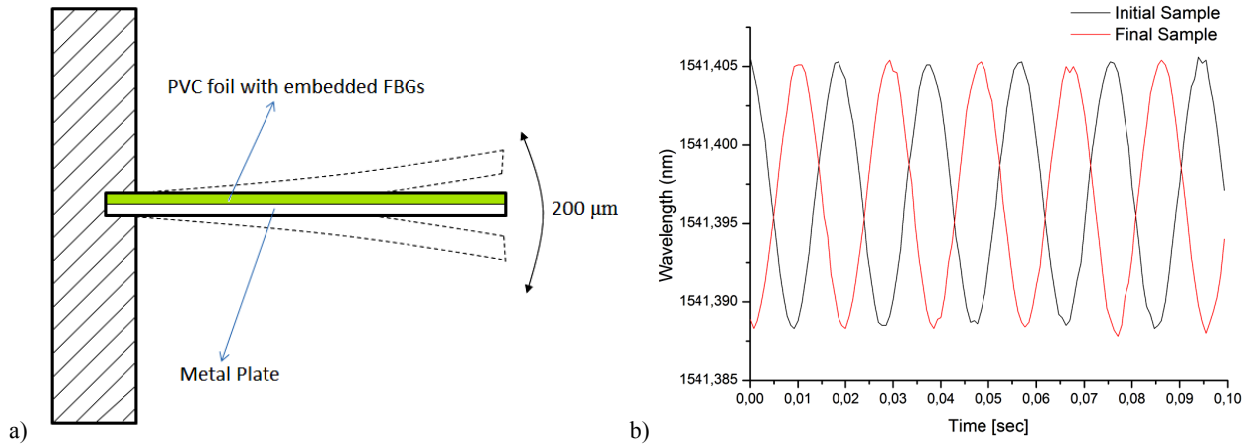 PVC foil with embedded FBGs
200 µm
Metal Plate
a)
Initial Sample
Final Sample
1541,405
1541,400
1541,395
1541,390
1541,385
Wavelength (nm)
0,00 0,01 0,02 0,03 0,04 0,05 0,06 0,07 0,08 0,09 0,10
Time [sec]
b)